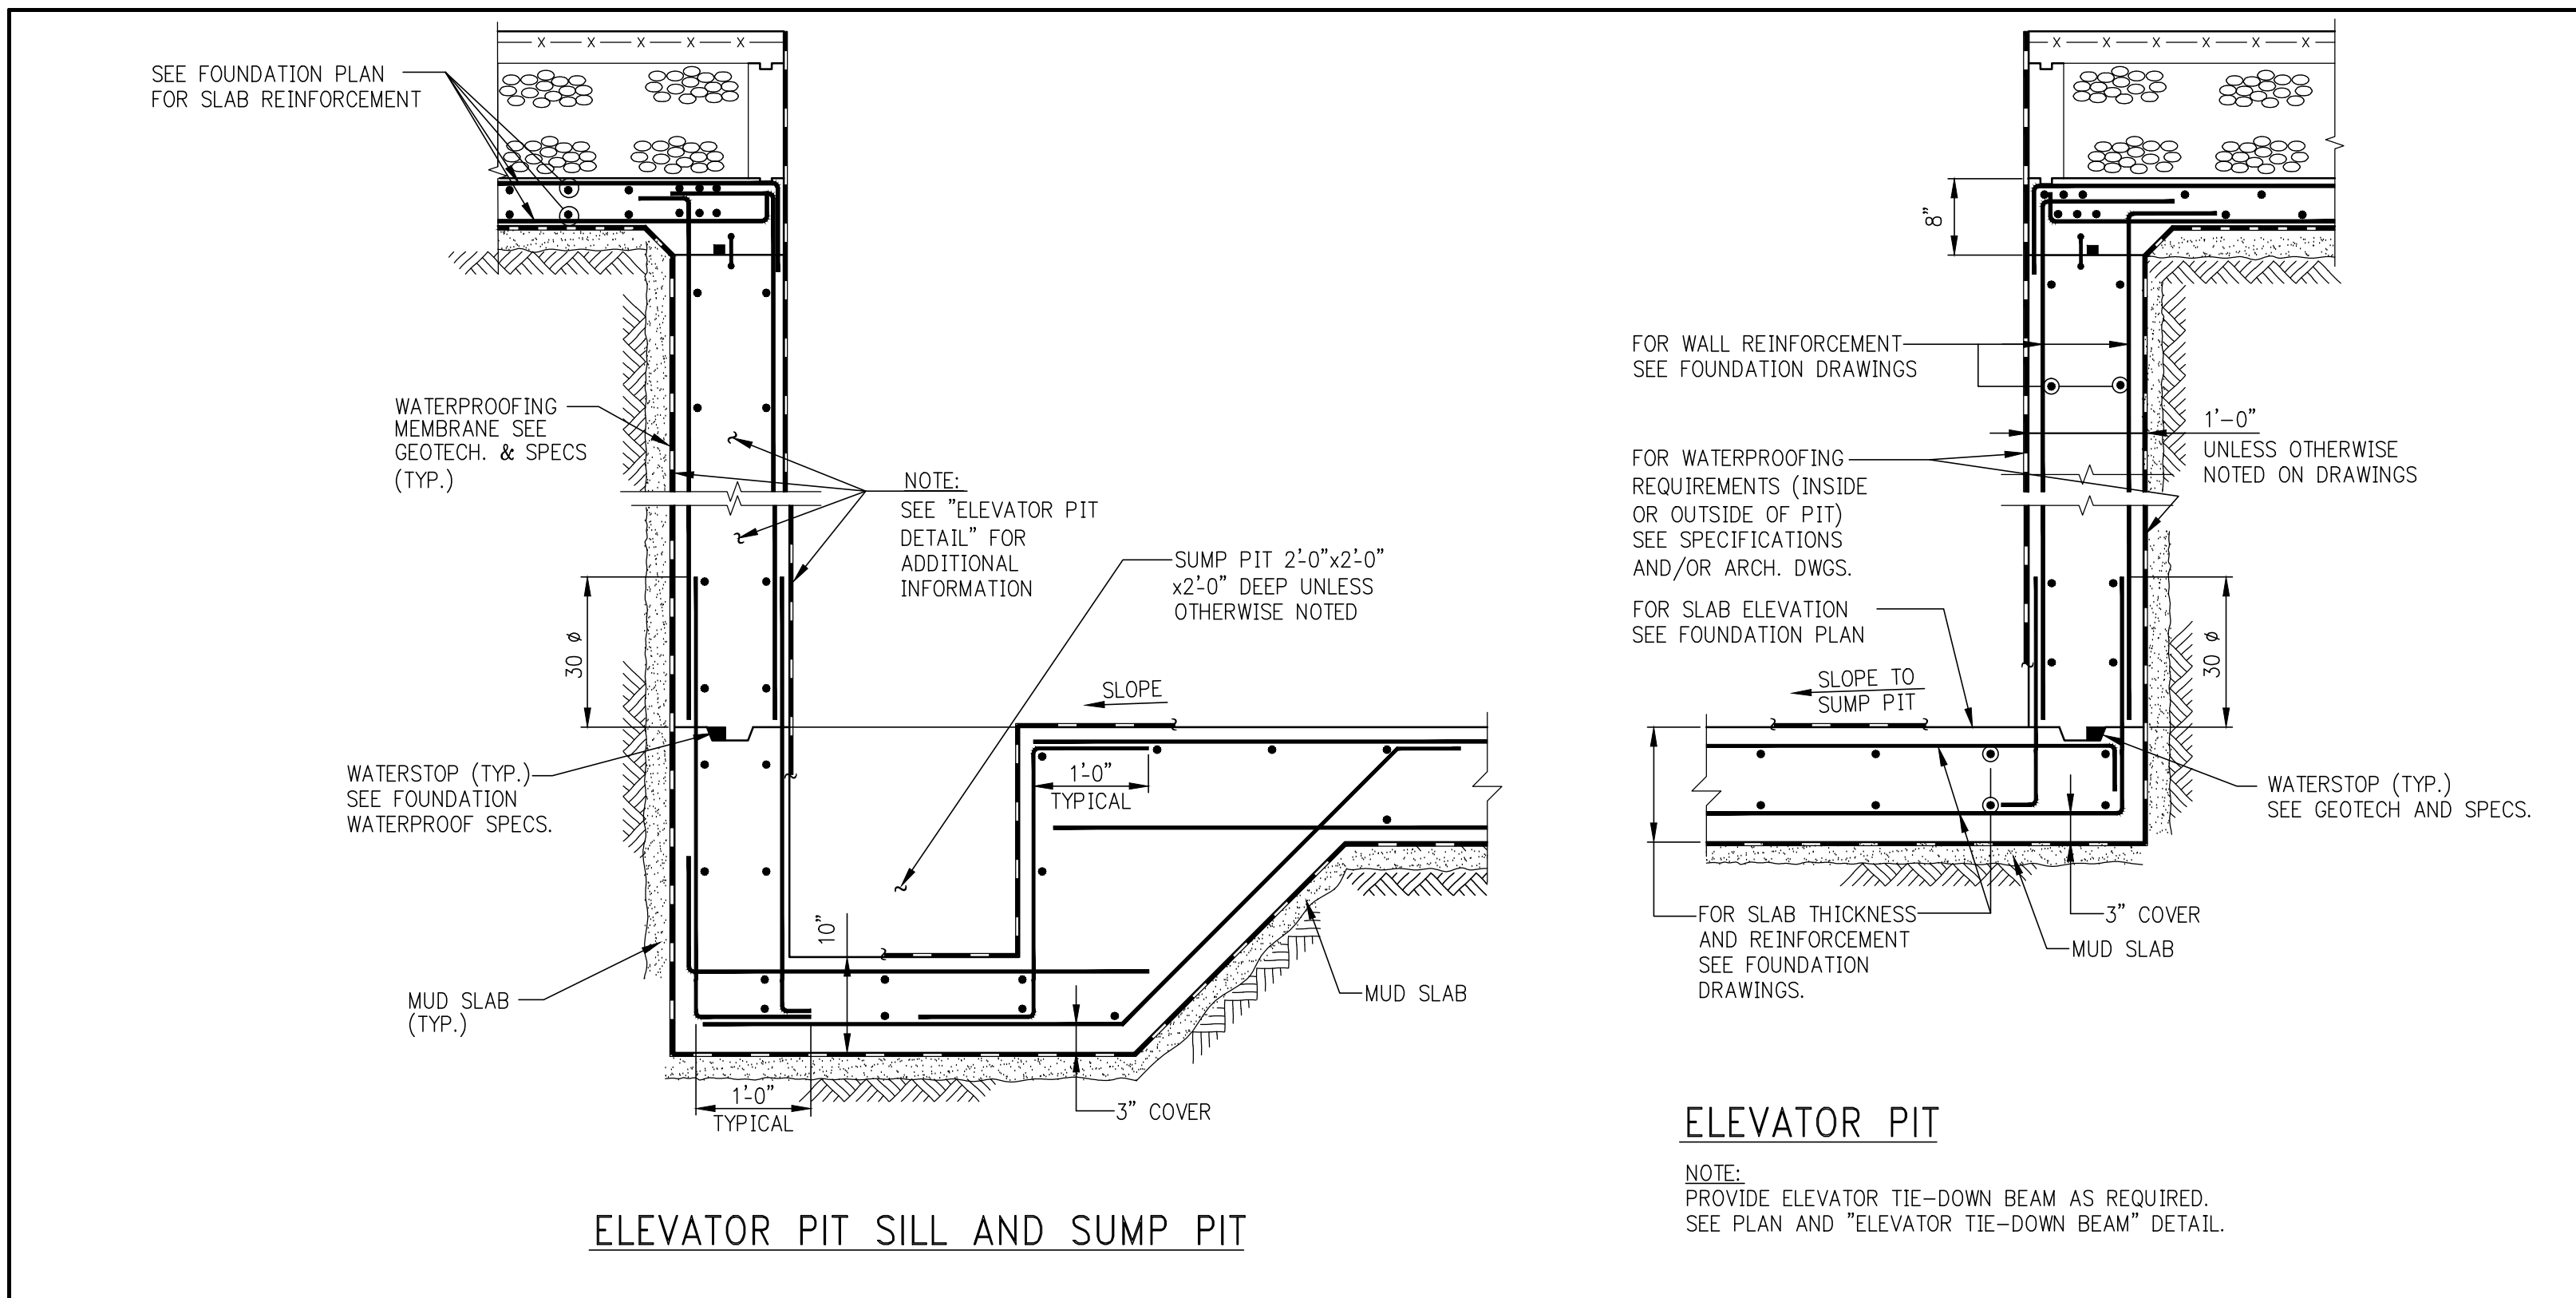 SEE FOUNDATION PLAN
FOR SLAB REINFORCEMENT
WATERPROOFING
MEMBRANE SEE
GEOTECH. & SPECS
(TYP.)
NOTE:
SEE "ELEVATOR PIT
DETAIL" FOR
ADDITIONAL
INFORMATION
SUMP PIT 2'-0"x2'-0"
x2'-0" DEEP UNLESS
OTHERWISE NOTED
30 ø
SLOPE
WATERSTOP (TYP.)
SEE FOUNDATION
WATERPROOF SPECS.
1'-0"
TYPICAL
10"
MUD SLAB
(TYP.)
MUD SLAB
1'-0"
TYPICAL
3" COVER
ELEVATOR PIT SILL AND SUMP PIT
8"
FOR WALL REINFORCEMENT
SEE FOUNDATION DRAWINGS
1'-0"
UNLESS OTHERWISE
NOTED ON DRAWINGS
FOR WATERPROOFING
REQUIREMENTS (INSIDE
OR OUTSIDE OF PIT)
SEE SPECIFICATIONS
AND/OR ARCH. DWGS.
FOR SLAB ELEVATION
SEE FOUNDATION PLAN
30 ø
SLOPE TO
SUMP PIT
WATERSTOP (TYP.)
SEE GEOTECH AND SPECS.
FOR SLAB THICKNESS
AND REINFORCEMENT
SEE FOUNDATION
DRAWINGS.
3" COVER
MUD SLAB
ELEVATOR PIT
NOTE:
PROVIDE ELEVATOR TIE-DOWN BEAM AS REQUIRED.
SEE PLAN AND "ELEVATOR TIE-DOWN BEAM" DETAIL.